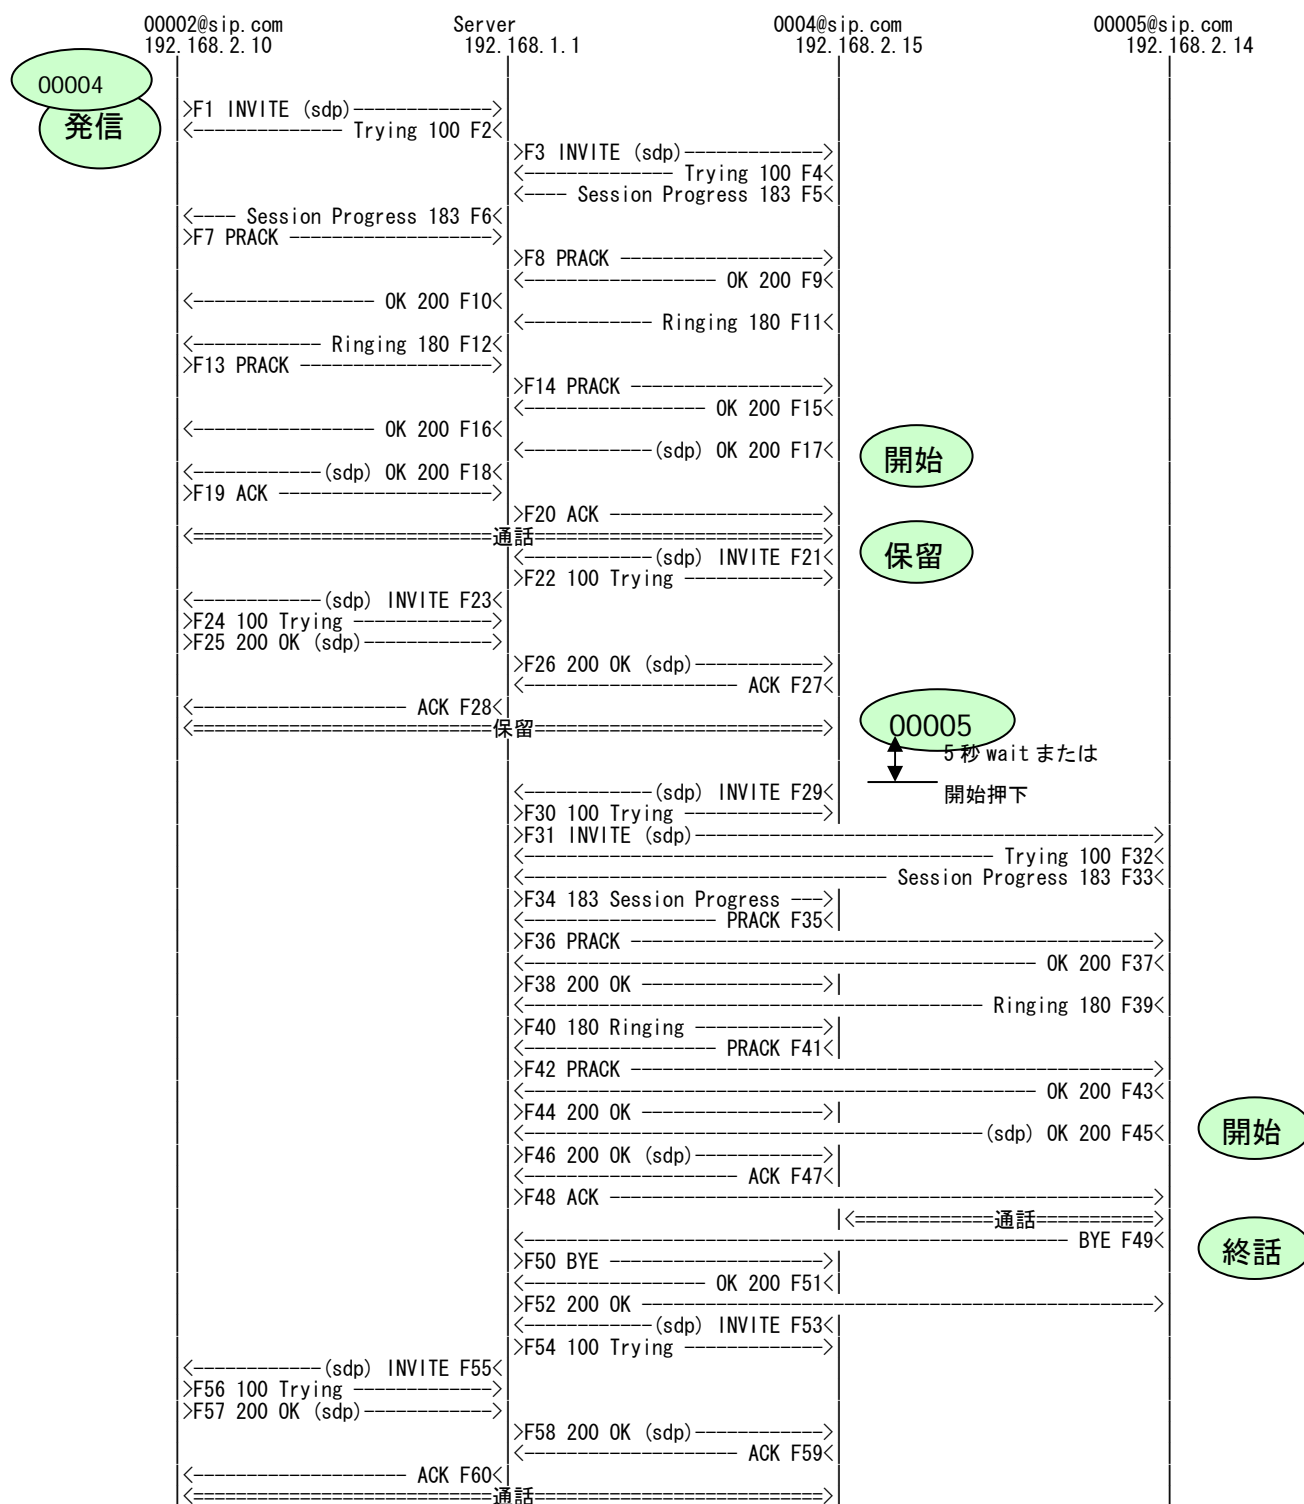 00002@sip.com Server 0004@sip.com 00005@sip.com
192.168.2.10 192.168.1.1 192.168.2.15 192.168.2.14
00004
発信
>F1 INVITE (sdp)------------->
<-------------- Trying 100 F2<
>F3 INVITE (sdp)------------->
<-------------- Trying 100 F4<
<---- Session Progress 183 F5<
<---- Session Progress 183 F6<
>F7 PRACK ------------------->
>F8 PRACK ------------------->
<------------------ OK 200 F9<
<----------------- OK 200 F10<
<------------ Ringing 180 F11<
<------------ Ringing 180 F12<
>F13 PRACK ------------------>
>F14 PRACK ------------------>
<----------------- OK 200 F15<
<----------------- OK 200 F16<
<------------(sdp) OK 200 F17<
開始
<------------(sdp) OK 200 F18<
>F19 ACK -------------------->
>F20 ACK -------------------->
<============================通話===========================>
保留
<------------(sdp) INVITE F21<
>F22 100 Trying ------------->
<------------(sdp) INVITE F23<
>F24 100 Trying ------------->
>F25 200 OK (sdp)------------>
>F26 200 OK (sdp)------------>
<-------------------- ACK F27<
<-------------------- ACK F28<
<============================保留===========================>
00005
5秒waitまたは
開始押下
<------------(sdp) INVITE F29<
>F30 100 Trying ------------->
>F31 INVITE (sdp)------------------------------------------->
<-------------------------------------------- Trying 100 F32<
<---------------------------------- Session Progress 183 F33<
>F34 183 Session Progress --->
<------------------ PRACK F35<|
>F36 PRACK ------------------------------------------------->
<------------------------------------------------ OK 200 F37<
>F38 200 OK ----------------->|
<------------------------------------------- Ringing 180 F39<
>F40 180 Ringing ------------>
<------------------ PRACK F41<|
>F42 PRACK ------------------------------------------------->
<------------------------------------------------ OK 200 F43<
>F44 200 OK ----------------->|
<--------------------------------------------(sdp) OK 200 F45<
開始
>F46 200 OK (sdp)------------>
<-------------------- ACK F47<|
>F48 ACK --------------------------------------------------->
|<=============通話===========>
<--------------------------------------------------- BYE F49<
終話
>F50 BYE -------------------->
<----------------- OK 200 F51<|
>F52 200 OK ------------------------------------------------>
<------------(sdp) INVITE F53<
>F54 100 Trying ------------->
<------------(sdp) INVITE F55<
>F56 100 Trying ------------->
>F57 200 OK (sdp)------------>
>F58 200 OK (sdp)------------>
<-------------------- ACK F59<
<-------------------- ACK F60<
<============================通話===========================>